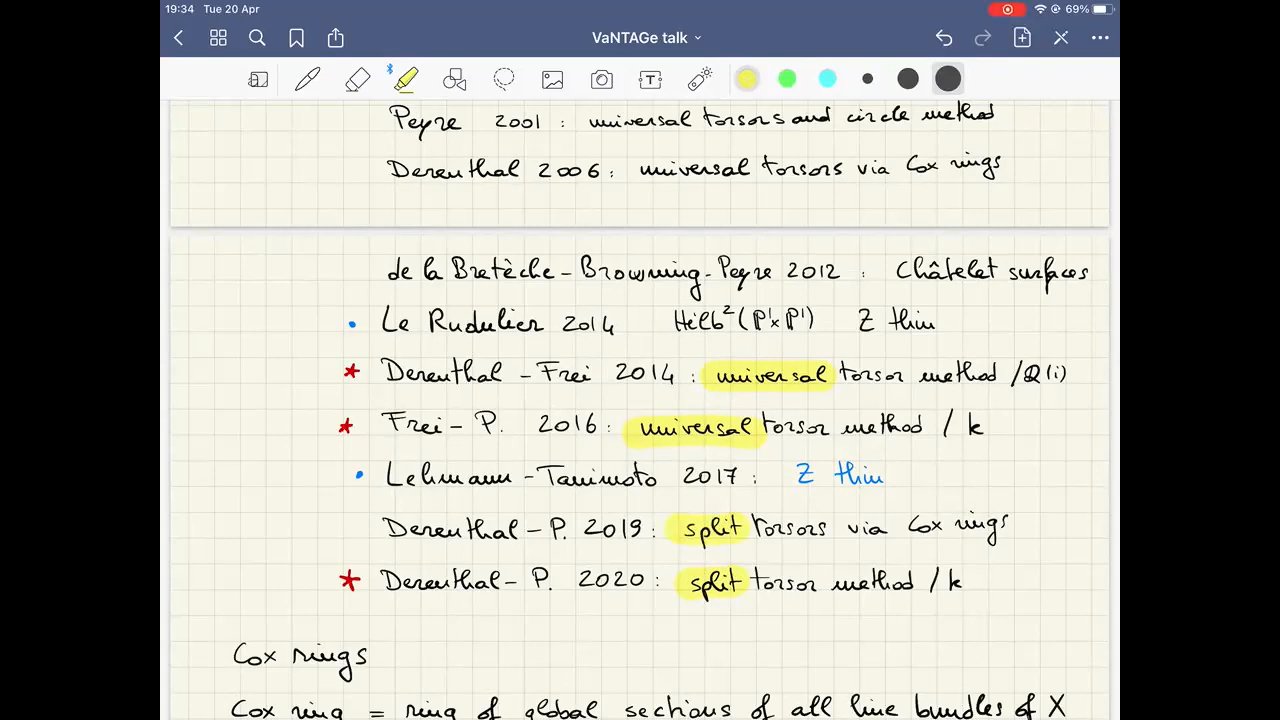 19:34 Tue 20 Apr
69%
VaNTAGe talk
Peyre 2001 : universal torsors and circle method
Derenthal 2006 : universal torsors via Cox rings
de la Bretèche - Browning - Peyre 2012 : Châtelet surfaces
• Le Rudulier 2014 Hilb²(P¹×P¹) Z thin
* Derenthal - Frei 2014 : universal torsor method /Q(i)
* Frei - P. 2016 : universal torsor method / k
• Lehmann - Tanimoto 2017 : Z thin
Derenthal - P. 2019 : split torsors via Cox rings
* Derenthal - P. 2020 : split torsor method / k
Cox rings
Cox ring = ring of global sections of all line bundles of X